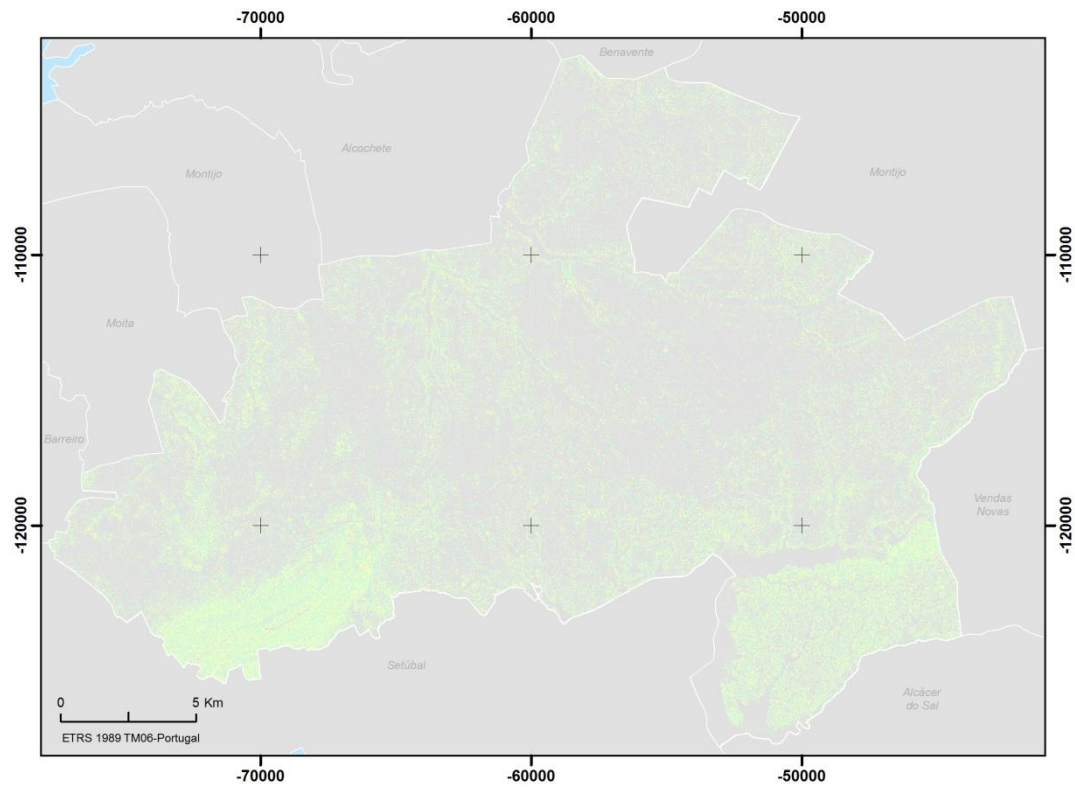 -70000
-60000
-50000
Benavente
Alcochete
Montijo
Montijo
-110000
-110000
Moita
Barreiro
Vendas
Novas
-120000
-120000
Setúbal
Alcácer
do Sal
0
5 Km
ETRS 1989 TM06-Portugal
-70000
-60000
-50000